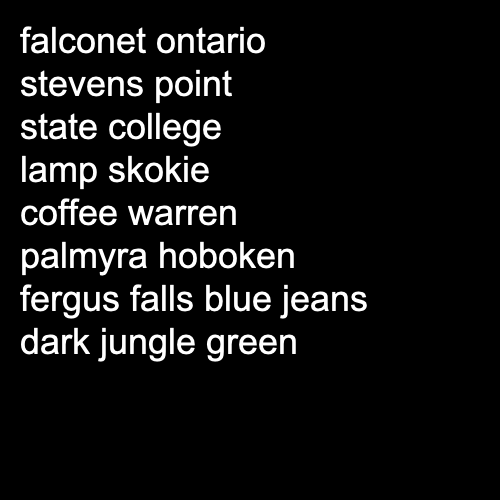 falconet ontario
stevens point
state college
lamp skokie
coffee warren
palmyra hoboken
fergus falls blue jeans
dark jungle green